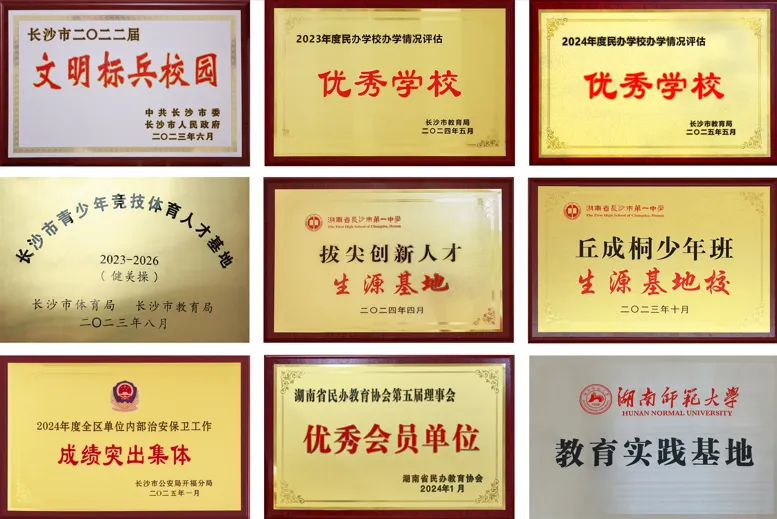 长沙市二〇二二届
文明标兵校园
中共长沙市委
长沙市人民政府
二〇二三年六月
2023年度民办学校办学情况评估
优秀学校
长沙市教育局
二〇二四年五月
2024年度民办学校办学情况评估
优秀学校
长沙市教育局
二〇二五年五月
长沙市青少年竞技体育人才基地
2023-2026
(健美操)
长沙市体育局 长沙市教育局
二〇二三年八月
湖南省长沙市第一中学
The First High School of Changsha, Hunan
拔尖创新人才
生源基地
二〇二四年四月
湖南省长沙市第一中学
The First High School of Changsha, Hunan
丘成桐少年班
生源基地校
二〇二三年十月
2024年度全区单位内部治安保卫工作
成绩突出集体
长沙市公安局开福分局
二〇二五年一月
湖南省民办教育协会第五届理事会
优秀会员单位
湖南省民办教育协会
2024年1月
湖南师范大学
HUNAN NORMAL UNIVERSITY
教育实践基地